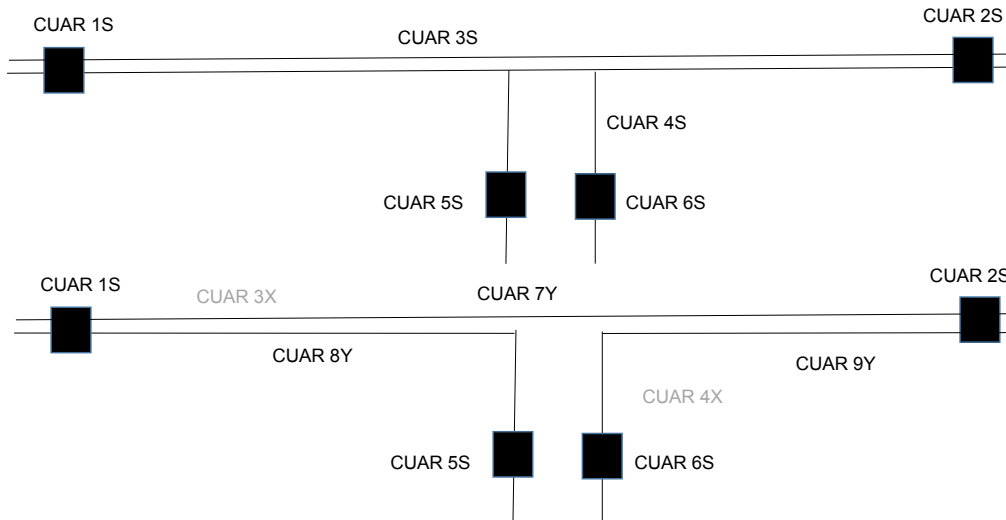 CUAR 1S
CUAR 2S
CUAR 3S
CUAR 4S
CUAR 5S
CUAR 6S
CUAR 1S
CUAR 2S
CUAR 3X
CUAR 7Y
CUAR 8Y
CUAR 9Y
CUAR 4X
CUAR 5S
CUAR 6S